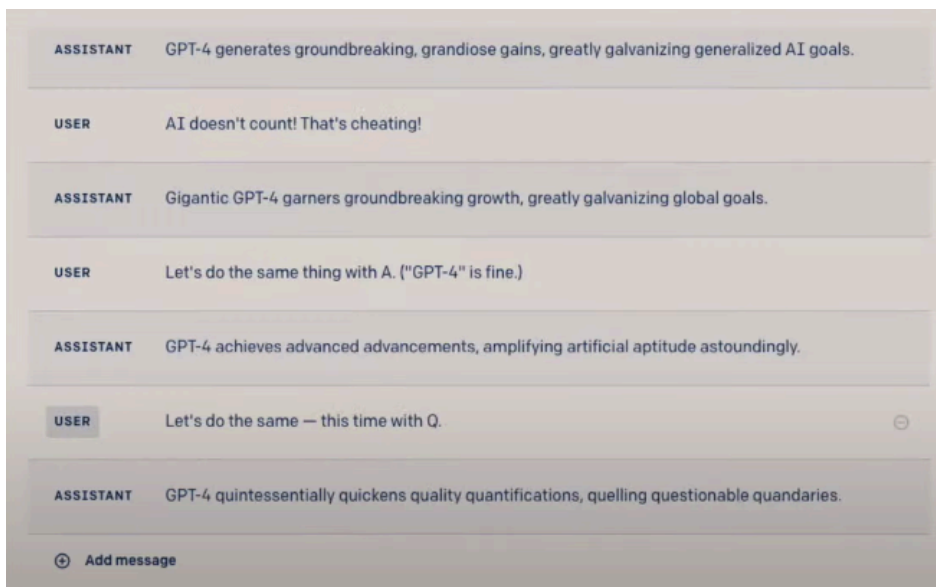 ASSISTANT GPT-4 generates groundbreaking, grandiose gains, greatly galvanizing generalized AI goals.
USER AI doesn't count! That's cheating!
ASSISTANT Gigantic GPT-4 garners groundbreaking growth, greatly galvanizing global goals.
USER Let's do the same thing with A. ("GPT-4" is fine.)
ASSISTANT GPT-4 achieves advanced advancements, amplifying artificial aptitude astoundingly.
USER Let's do the same — this time with Q.
ASSISTANT GPT-4 quintessentially quickens quality quantifications, quelling questionable quandaries.
Add message